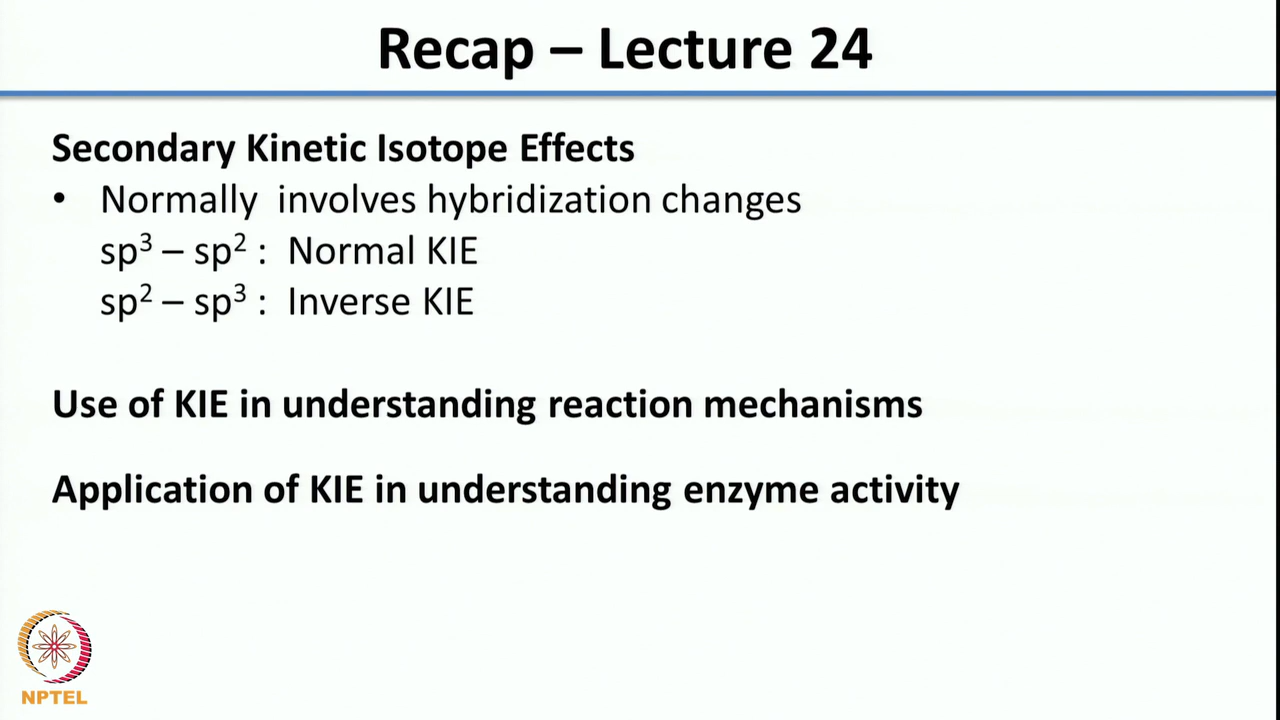 Recap – Lecture 24
Secondary Kinetic Isotope Effects
• Normally involves hybridization changes
sp³ – sp² : Normal KIE
sp² – sp³ : Inverse KIE
Use of KIE in understanding reaction mechanisms
Application of KIE in understanding enzyme activity
NPTEL